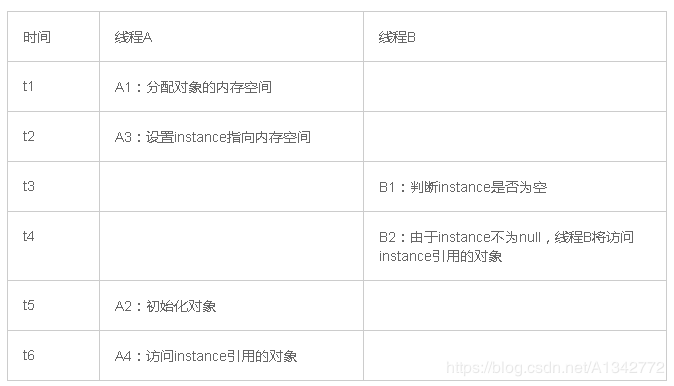 时间 线程A 线程B
t1 A1：分配对象的内存空间
t2 A3：设置instance指向内存空间
t3 B1：判断instance是否为空
t4 B2：由于instance不为null，线程B将访问
instance引用的对象
t5 A2：初始化对象
t6 A4：访问instance引用的对象
https://blog.csdn.net/A1342772